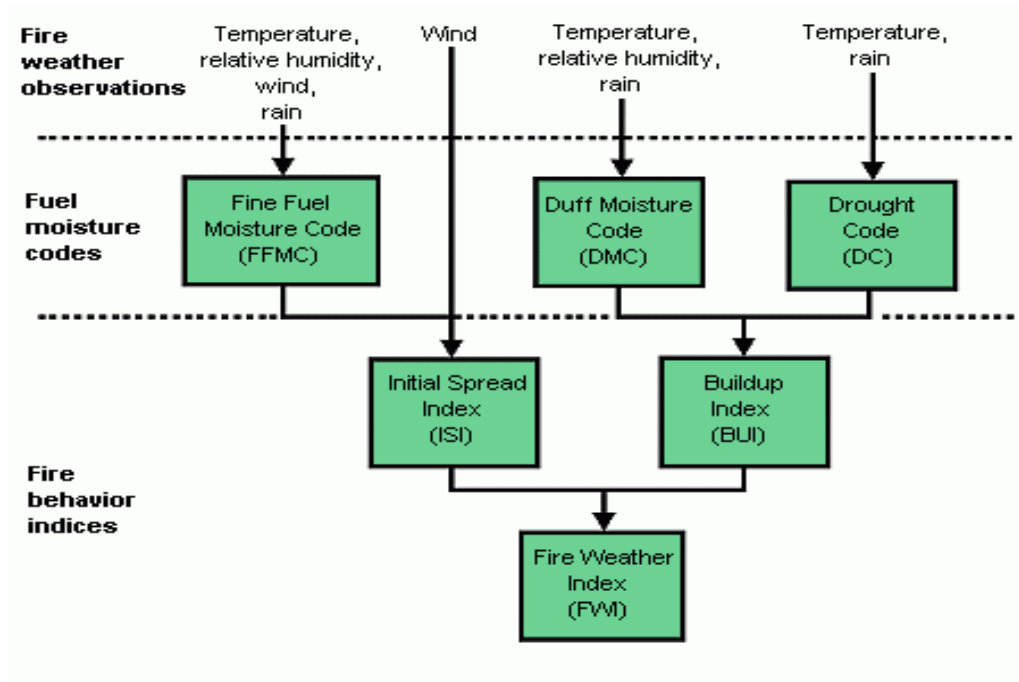 Fire
weather
observations
Temperature,
relative humidity,
wind,
rain
Wind
Temperature,
relative humidity,
rain
Temperature,
rain
Fuel
moisture
codes
Fine Fuel
Moisture Code
(FFMC)
Duff Moisture
Code
(DMC)
Drought
Code
(DC)
Fire
behavior
indices
Initial Spread
Index
(ISI)
Buildup
Index
(BUI)
Fire Weather
Index
(FWI)